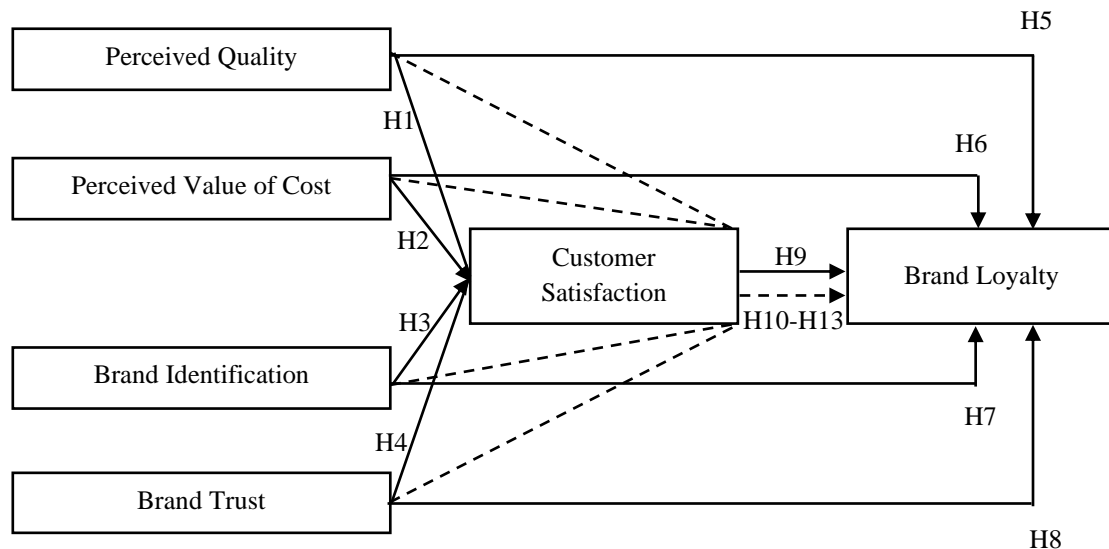 H5
Perceived Quality
H1
H6
Perceived Value of Cost
H2
Customer
Satisfaction
H9
Brand Loyalty
H10-H13
H3
Brand Identification
H7
H4
Brand Trust
H8